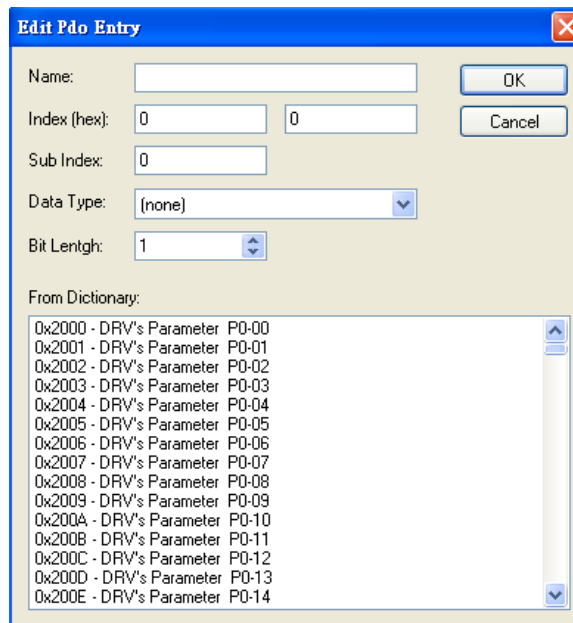 Edit Pdo Entry
Name:
OK
Index (hex): 0 0
Cancel
Sub Index: 0
Data Type: (none)
Bit Lentgh: 1
From Dictionary:
0x2000 - DRV's Parameter P0-00
0x2001 - DRV's Parameter P0-01
0x2002 - DRV's Parameter P0-02
0x2003 - DRV's Parameter P0-03
0x2004 - DRV's Parameter P0-04
0x2005 - DRV's Parameter P0-05
0x2006 - DRV's Parameter P0-06
0x2007 - DRV's Parameter P0-07
0x2008 - DRV's Parameter P0-08
0x2009 - DRV's Parameter P0-09
0x200A - DRV's Parameter P0-10
0x200B - DRV's Parameter P0-11
0x200C - DRV's Parameter P0-12
0x200D - DRV's Parameter P0-13
0x200E - DRV's Parameter P0-14